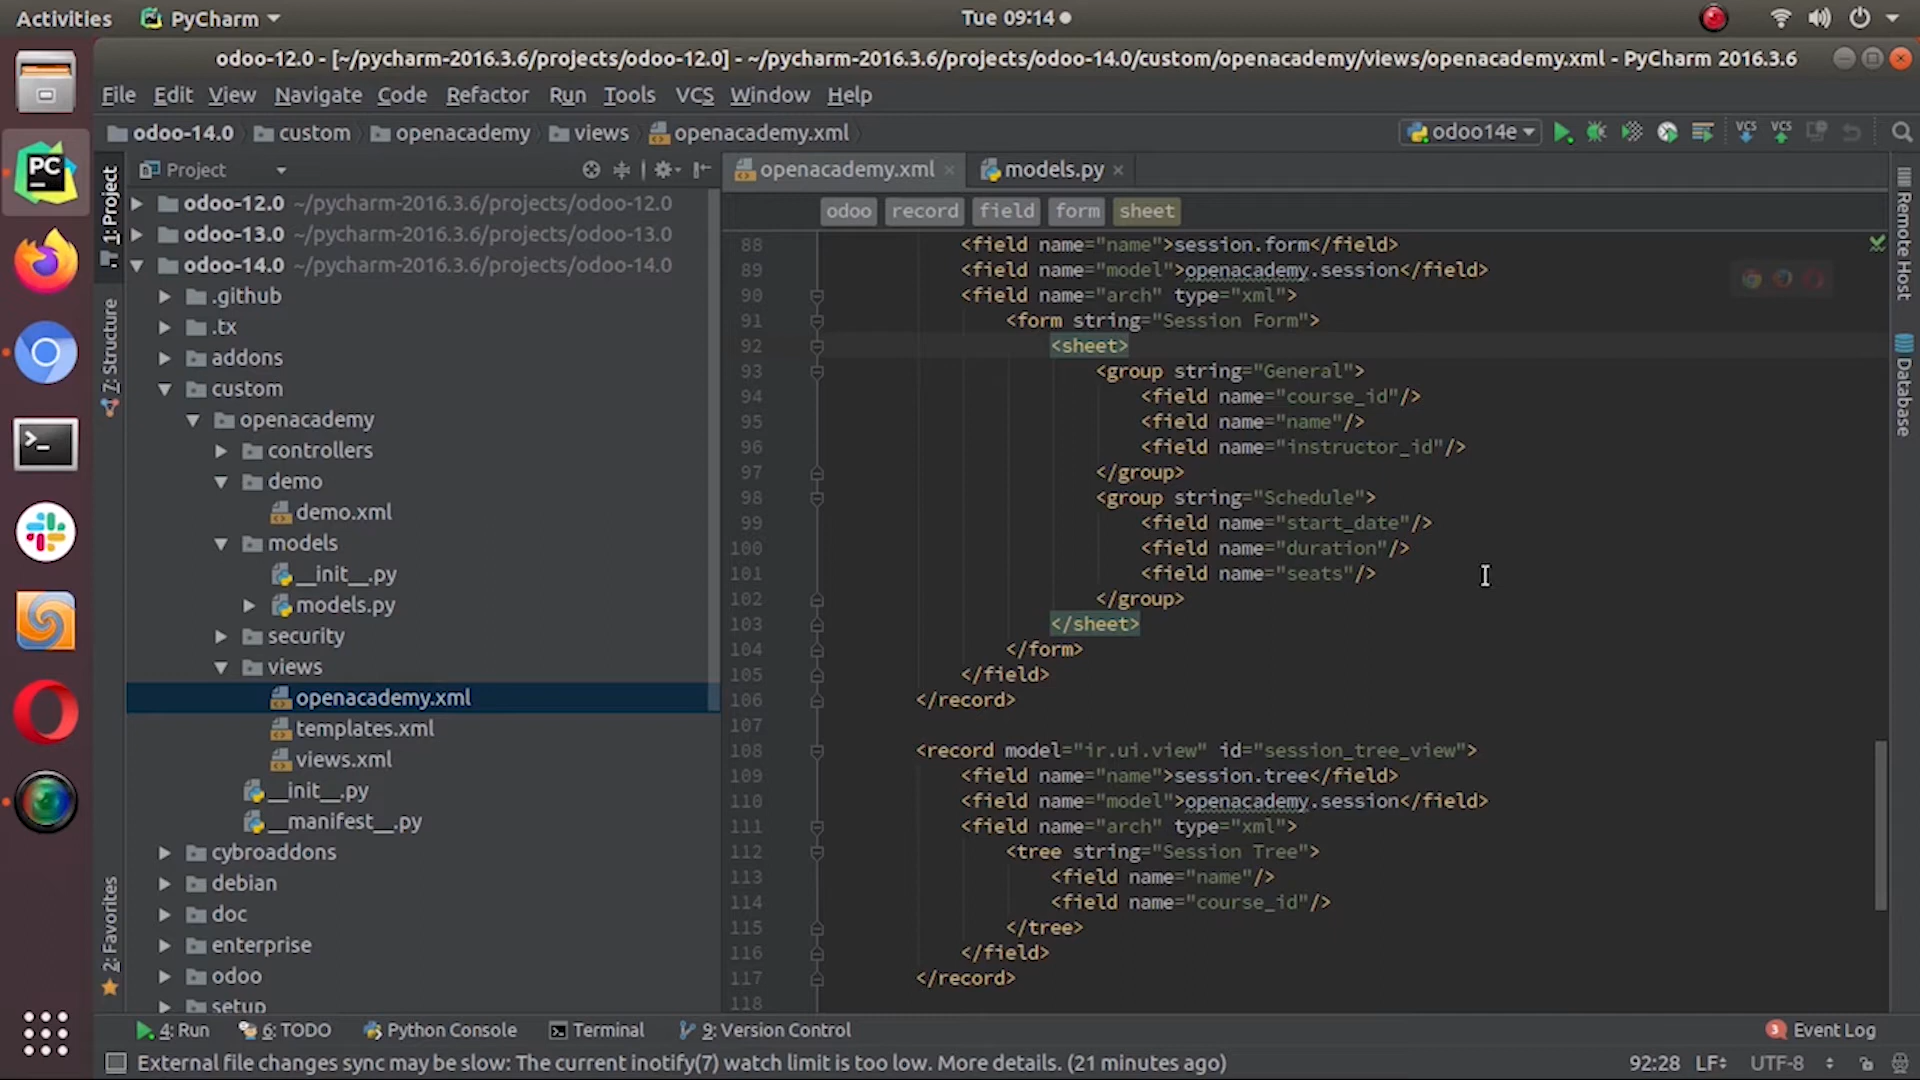 Activities PyCharm Tue 09:14
odoo-12.0 - [~/pycharm-2016.3.6/projects/odoo-12.0] - ~/pycharm-2016.3.6/projects/odoo-14.0/custom/openacademy/views/openacademy.xml - PyCharm 2016.3.6
File Edit View Navigate Code Refactor Run Tools VCS Window Help
odoo-14.0 custom openacademy views openacademy.xml odoo14e VCS VCS
Project openacademy.xml models.py
1: Project
7: Structure
2: Favorites
odoo-12.0 ~/pycharm-2016.3.6/projects/odoo-12.0
odoo-13.0 ~/pycharm-2016.3.6/projects/odoo-13.0
odoo-14.0 ~/pycharm-2016.3.6/projects/odoo-14.0
.github
.tx
addons
custom
openacademy
controllers
demo
demo.xml
models
__init__.py
models.py
security
views
openacademy.xml
templates.xml
views.xml
__init__.py
__manifest__.py
cybroaddons
debian
doc
enterprise
odoo
setup
odoo record field form sheet
88 <field name="name">session.form</field>
89 <field name="model">openacademy.session</field>
90 <field name="arch" type="xml">
91 <form string="Session Form">
92 <sheet>
93 <group string="General">
94 <field name="course_id"/>
95 <field name="name"/>
96 <field name="instructor_id"/>
97 </group>
98 <group string="Schedule">
99 <field name="start_date"/>
100 <field name="duration"/>
101 <field name="seats"/>
102 </group>
103 </sheet>
104 </form>
105 </field>
106 </record>
107
108 <record model="ir.ui.view" id="session_tree_view">
109 <field name="name">session.tree</field>
110 <field name="model">openacademy.session</field>
111 <field name="arch" type="xml">
112 <tree string="Session Tree">
113 <field name="name"/>
114 <field name="course_id"/>
115 </tree>
116 </field>
117 </record>
118
Remote Host
Database
PC
4: Run 6: TODO Python Console Terminal 9: Version Control 3 Event Log
External file changes sync may be slow: The current inotify(7) watch limit is too low. More details. (21 minutes ago) 92:28 LF UTF-8